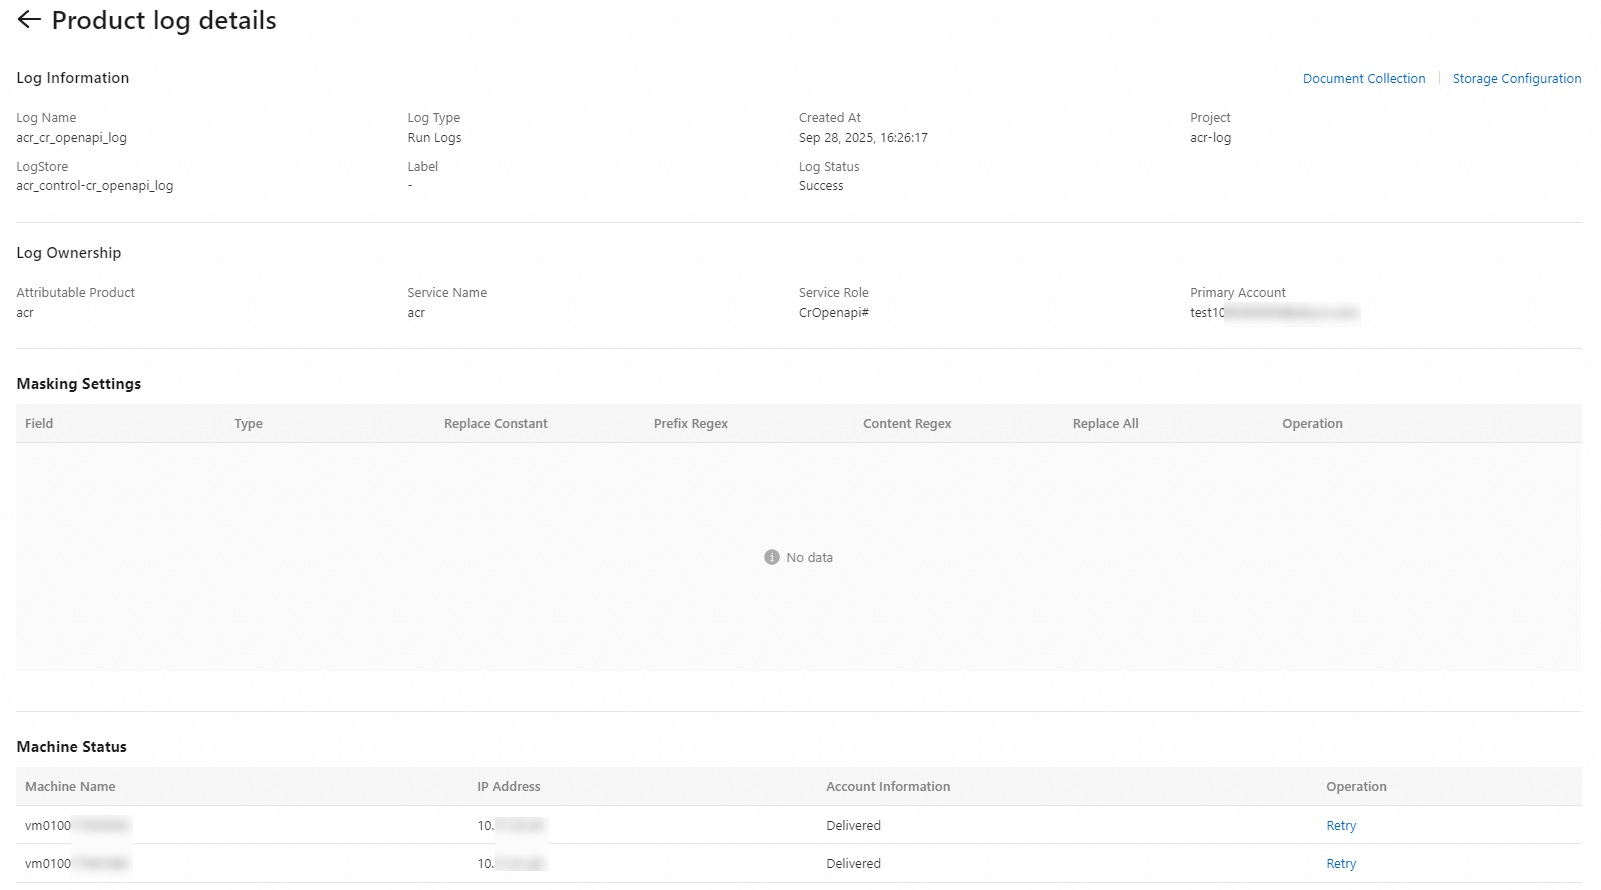 Product log details
Log Information
Document Collection Storage Configuration
Log Name Log Type Created At Project
acr_cr_openapi_log Run Logs Sep 28, 2025, 16:26:17 acr-log
LogStore Label Log Status
acr_control-cr_openapi_log - Success
Log Ownership
Attributable Product Service Name Service Role Primary Account
acr acr CrOpenapi# test10
Masking Settings
Field Type Replace Constant Prefix Regex Content Regex Replace All Operation
No data
Machine Status
Machine Name IP Address Account Information Operation
vm0100 10. Delivered Retry
vm0100 10. Delivered Retry